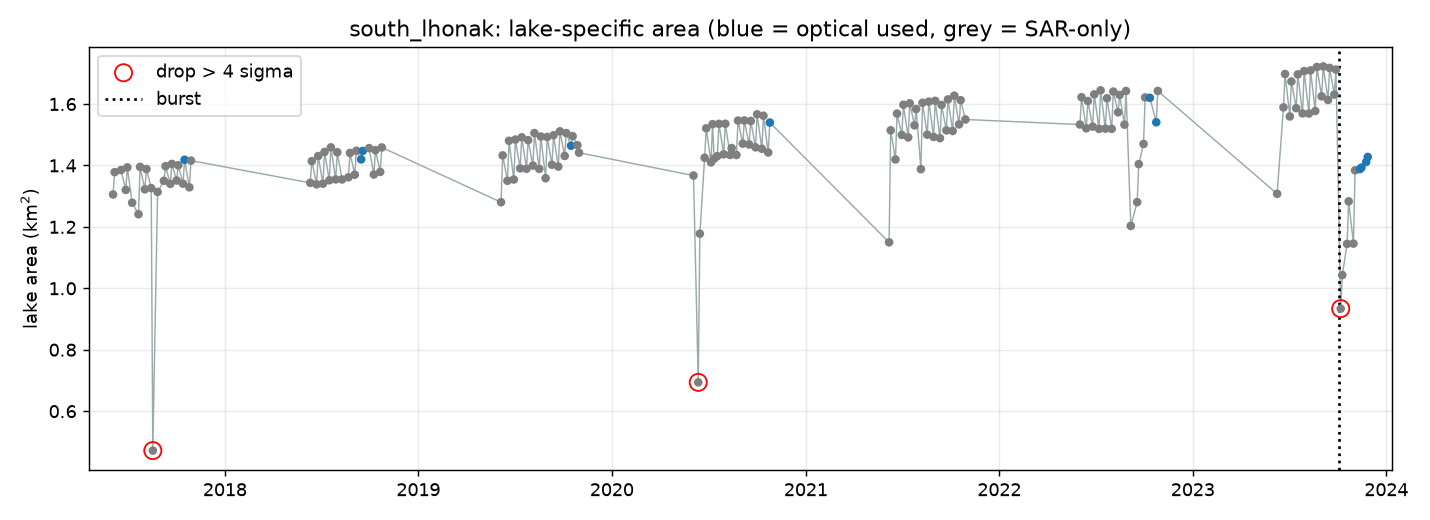 south_lhonak: lake-specific area (blue = optical used, grey = SAR-only)
drop > 4 sigma
burst
lake area (km²)
1.6
1.4
1.2
1.0
0.8
0.6
2018 2019 2020 2021 2022 2023 2024